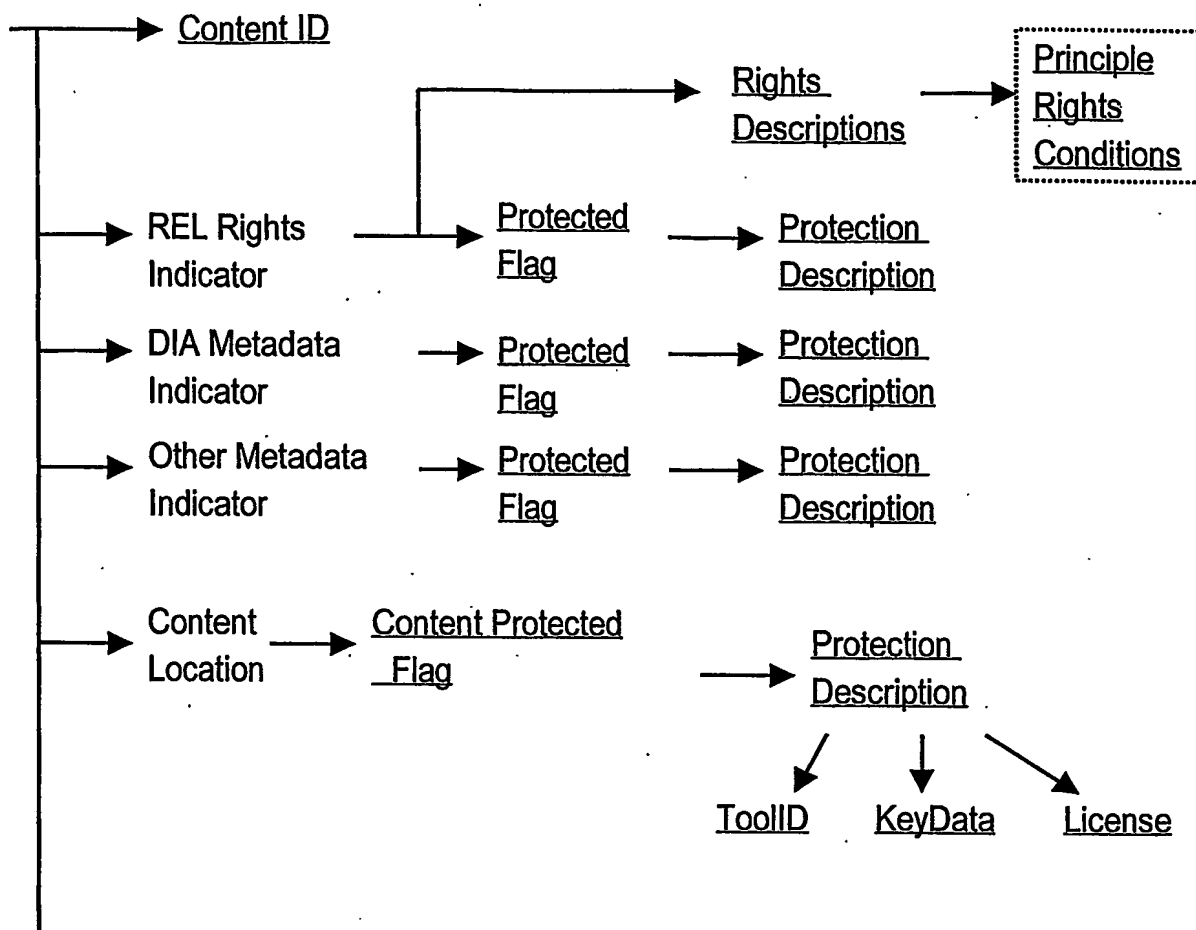 Content ID
Rights
Descriptions
Principle
Rights
Conditions
REL Rights
Indicator
Protected
Flag
Protection
Description
DIA Metadata
Indicator
Protected
Flag
Protection
Description
Other Metadata
Indicator
Protected
Flag
Protection
Description
Content
Location
Content Protected
Flag
Protection
Description
ToolID
KeyData
License